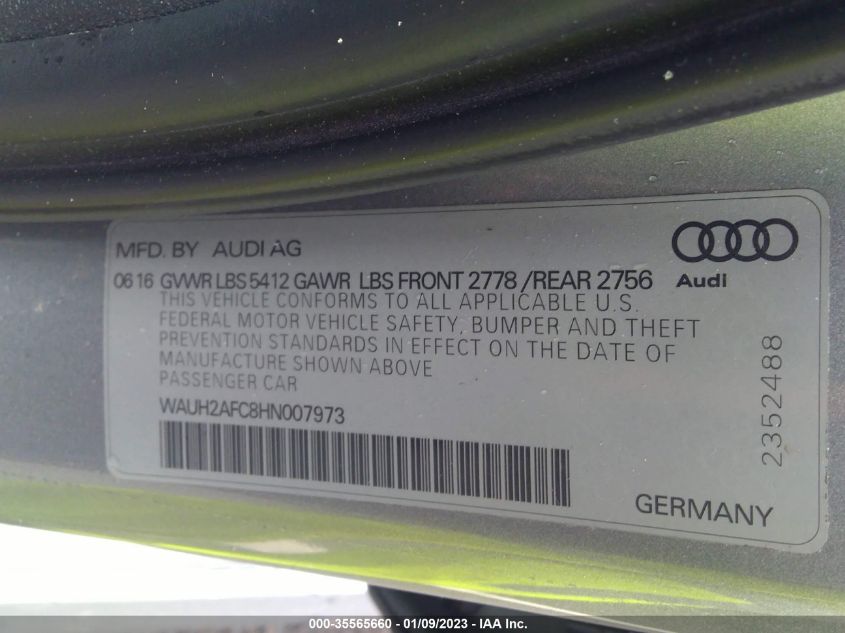 MFD. BY AUDI AG
06 16 GVWR LBS 5412 GAWR LBS FRONT 2778 /REAR 2756
Audi
THIS VEHICLE CONFORMS TO ALL APPLICABLE U.S.
FEDERAL MOTOR VEHICLE SAFETY, BUMPER AND THEFT
PREVENTION STANDARDS IN EFFECT ON THE DATE OF
MANUFACTURE SHOWN ABOVE
PASSENGER CAR
WAUH2AFC8HN007973
2352488
GERMANY
000-35565660 - 01/09/2023 - IAA Inc.